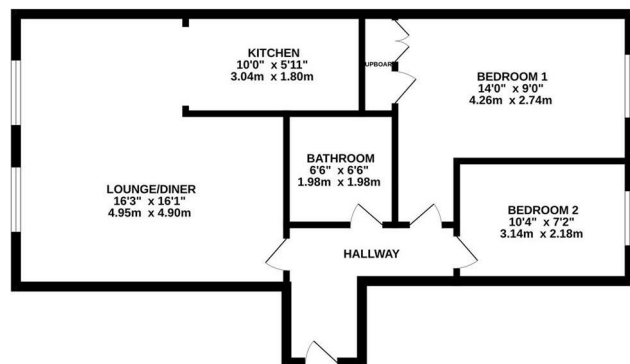 KITCHEN
10'0" x 5'11"
3.04m x 1.80m
UPBOAR
BEDROOM 1
14'0" x 9'0"
4.26m x 2.74m
BATHROOM
6'6" x 6'6"
1.98m x 1.98m
LOUNGE/DINER
16'3" x 16'1"
4.95m x 4.90m
BEDROOM 2
10'4" x 7'2"
3.14m x 2.18m
HALLWAY